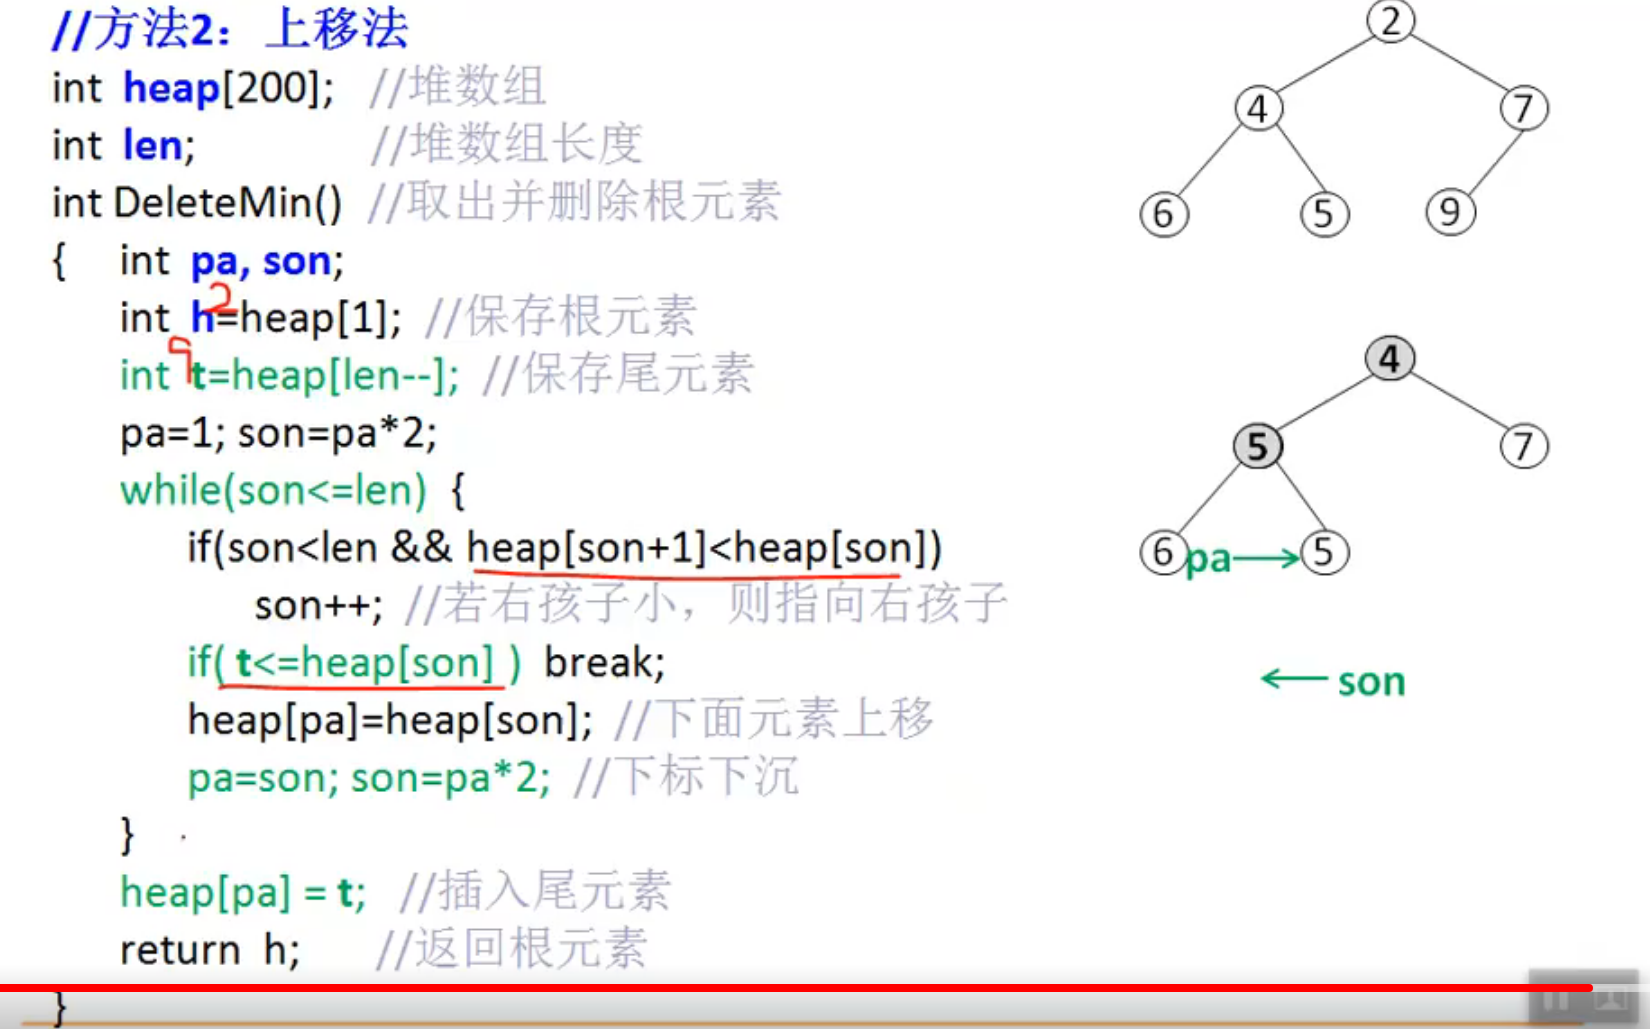 //方法2：上移法
int heap[200]; //堆数组
int len; //堆数组长度
int DeleteMin() //取出并删除根元素
{ int pa, son;
2
int h=heap[1]; //保存根元素
9
int t=heap[len--]; //保存尾元素
pa=1; son=pa*2;
while(son<=len) {
if(son<len && heap[son+1]<heap[son])
son++; //若右孩子小，则指向右孩子
if( t<=heap[son] ) break;
heap[pa]=heap[son]; //下面元素上移
pa=son; son=pa*2; //下标下沉
}
heap[pa] = t; //插入尾元素
return h; //返回根元素
}
2
4 7
6 5 9
4
5 7
6 pa 5
son